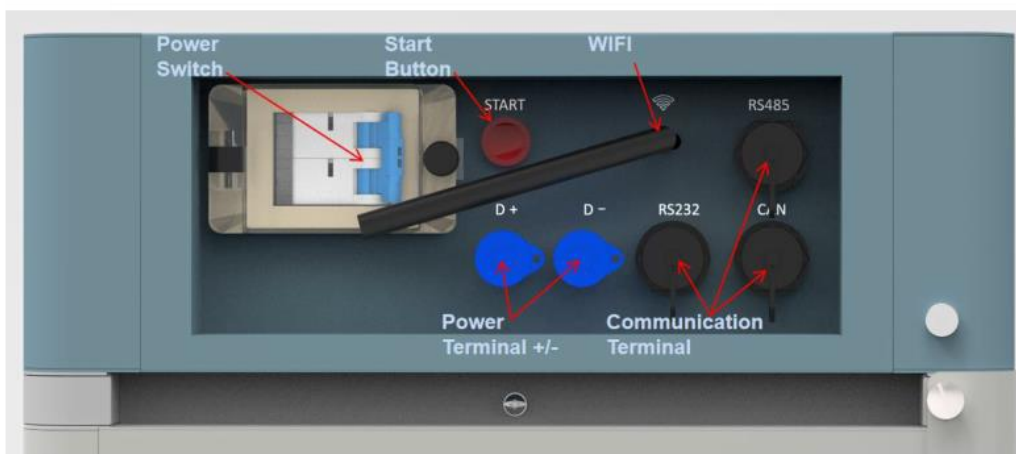 Power
Switch
Start
Button
WIFI
START
RS485
D +
D −
RS232
CAN
Power
Terminal +/-
Communication
Terminal